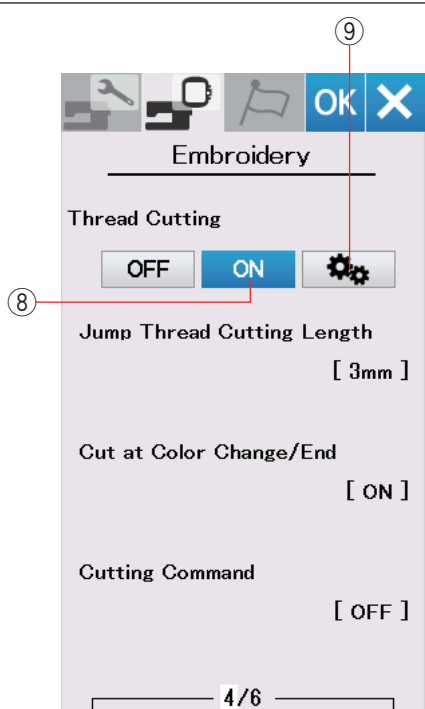 ⑨
OK X
Embroidery
Thread Cutting
OFF ON
⑧
Jump Thread Cutting Length
[ 3mm ]
Cut at Color Change/End
[ ON ]
Cutting Command
[ OFF ]
4/6